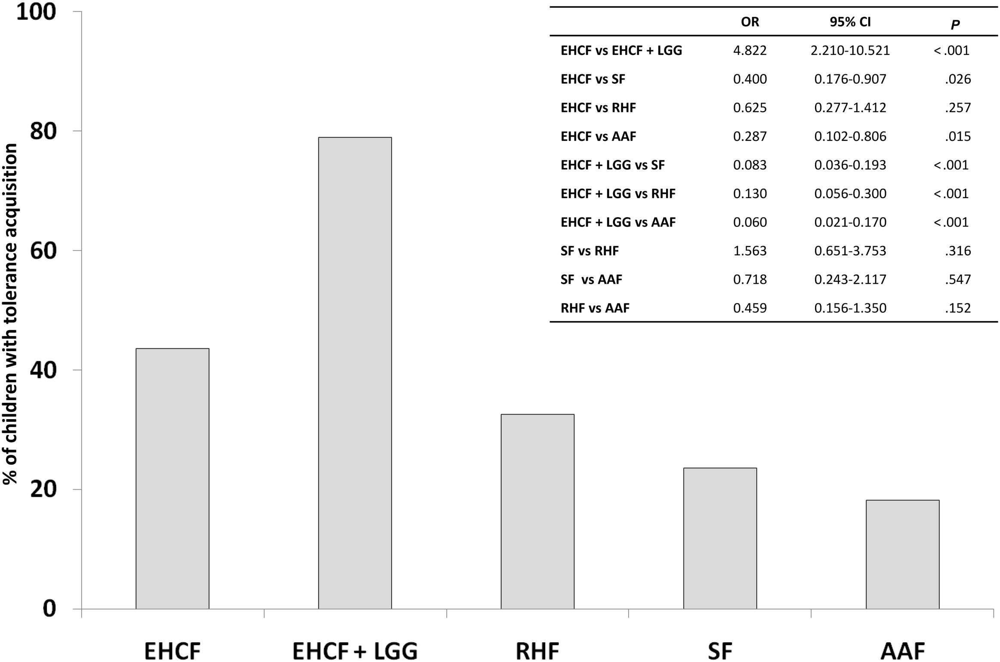 % of children with tolerance acquisition
100
80
60
40
20
0
OR 95% CI P
EHCF vs EHCF + LGG 4.822 2.210-10.521 < .001
EHCF vs SF 0.400 0.176-0.907 .026
EHCF vs RHF 0.625 0.277-1.412 .257
EHCF vs AAF 0.287 0.102-0.806 .015
EHCF + LGG vs SF 0.083 0.036-0.193 < .001
EHCF + LGG vs RHF 0.130 0.056-0.300 < .001
EHCF + LGG vs AAF 0.060 0.021-0.170 < .001
SF vs RHF 1.563 0.651-3.753 .316
SF vs AAF 0.718 0.243-2.117 .547
RHF vs AAF 0.459 0.156-1.350 .152
EHCF EHCF + LGG RHF SF AAF